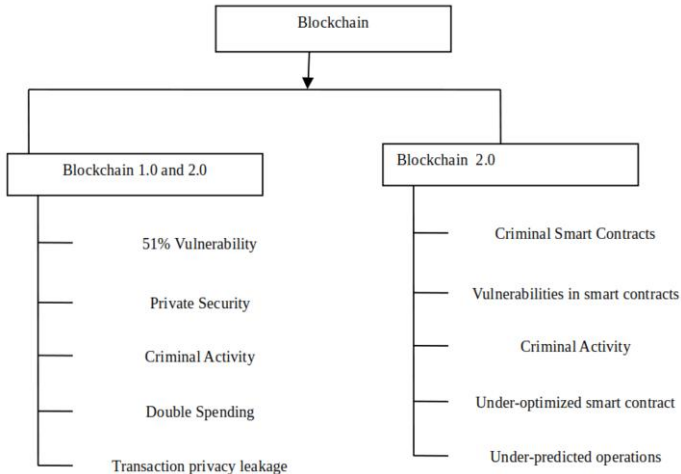 Blockchain
Blockchain 1.0 and 2.0
51% Vulnerability
Private Security
Criminal Activity
Double Spending
Transaction privacy leakage
Blockchain 2.0
Criminal Smart Contracts
Vulnerabilities in smart contracts
Criminal Activity
Under-optimized smart contract
Under-predicted operations